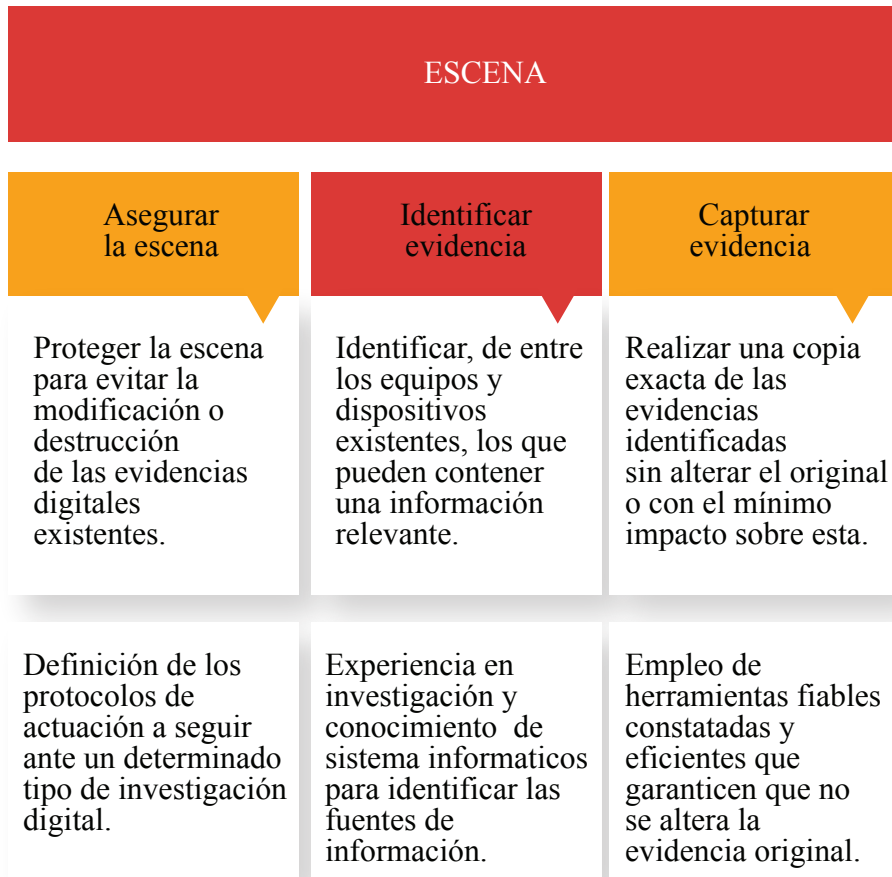 ESCENA
Asegurar
la escena
Identificar
evidencia
Capturar
evidencia
Proteger la escena
para evitar la
modificación o
destrucción
de las evidencias
digitales
existentes.
Identificar, de entre
los equipos y
dispositivos
existentes, los que
pueden contener
una información
relevante.
Realizar una copia
exacta de las
evidencias
identificadas
sin alterar el original
o con el mínimo
impacto sobre esta.
Definición de los
protocolos de
actuación a seguir
ante un determinado
tipo de investigación
digital.
Experiencia en
investigación y
conocimiento  de
sistema informaticos
para identificar las
fuentes de
información.
Empleo de
herramientas fiables
constatadas y
eficientes que
garanticen que no
se altera la
evidencia original.